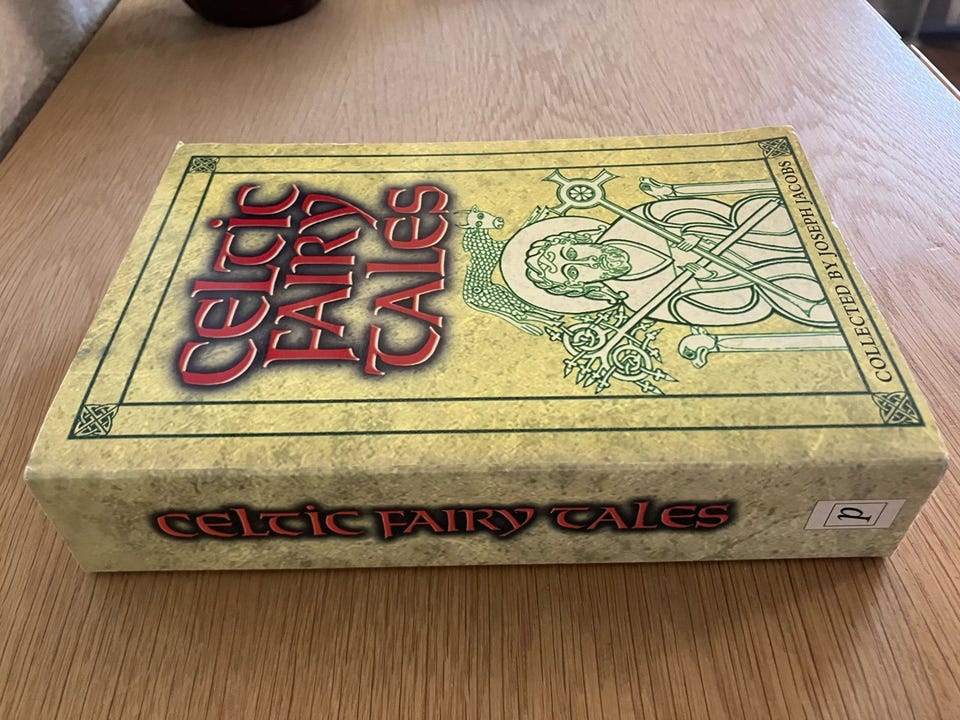 CELTIC
FAIRY
TALES
COLLECTED BY JOSEPH JACOBS
CELTIC FAIRY TALES
p